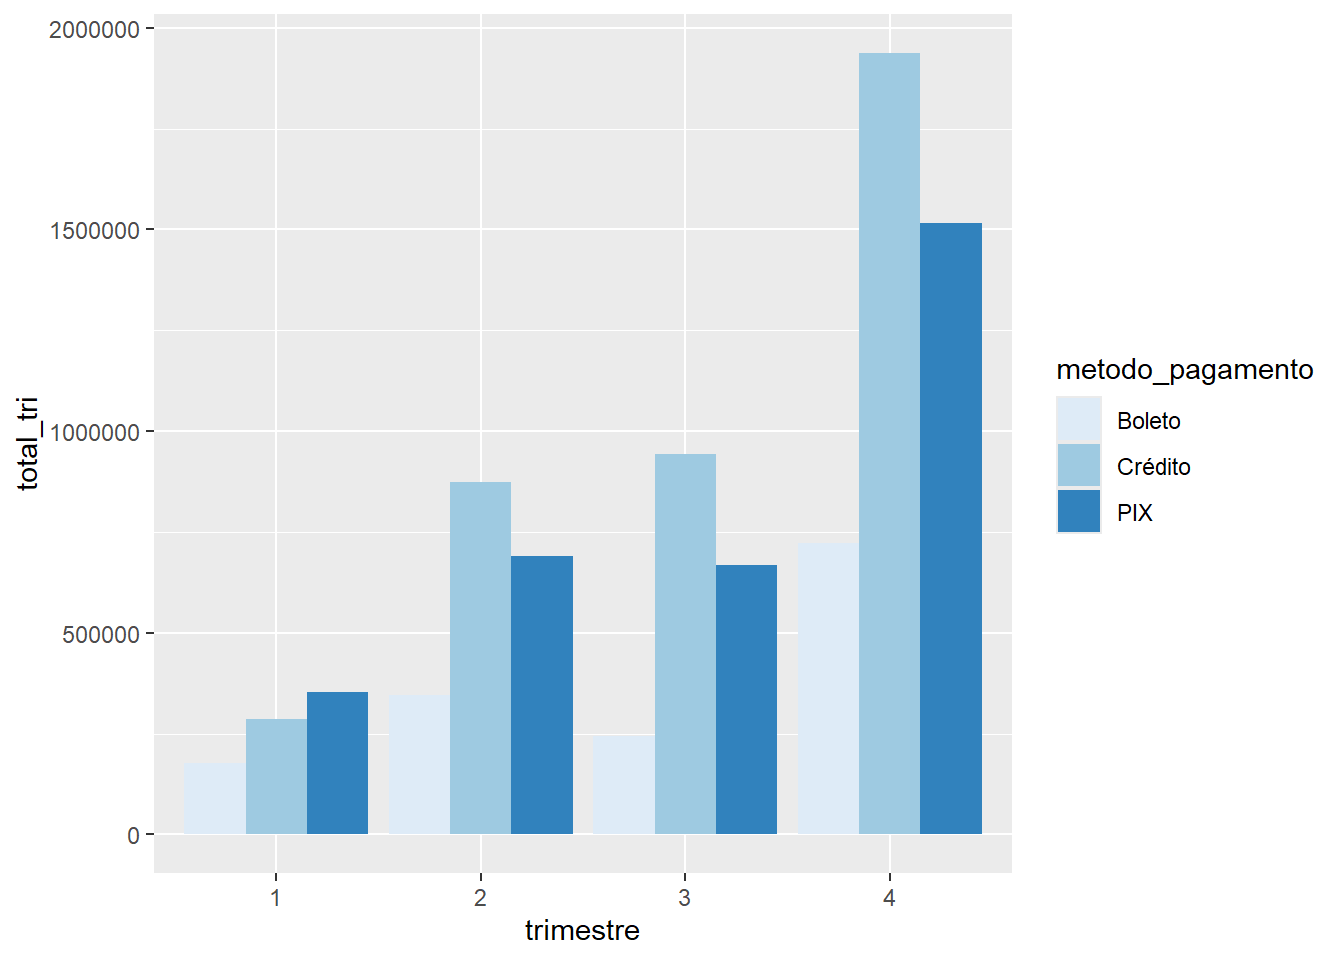 2000000
1500000
1000000
500000
0
total_tri
1
2
3
4
trimestre
metodo_pagamento
Boleto
Crédito
PIX